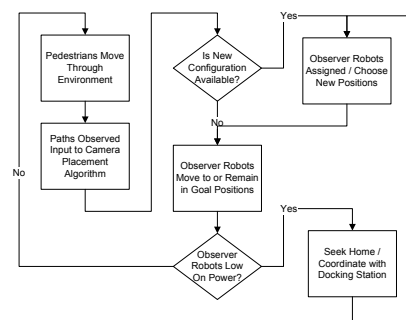 Pedestrians Move
Through
Environment
Paths Observed
Input to Camera
Placement
Algorithm
No
Is New
Configuration
Available?
Yes
Observer Robots
Assigned / Choose
New Positions
No
Observer Robots
Move to or Remain
in Goal Positions
Observer
Robots Low
On Power?
Yes
Seek Home /
Coordinate with
Docking Station